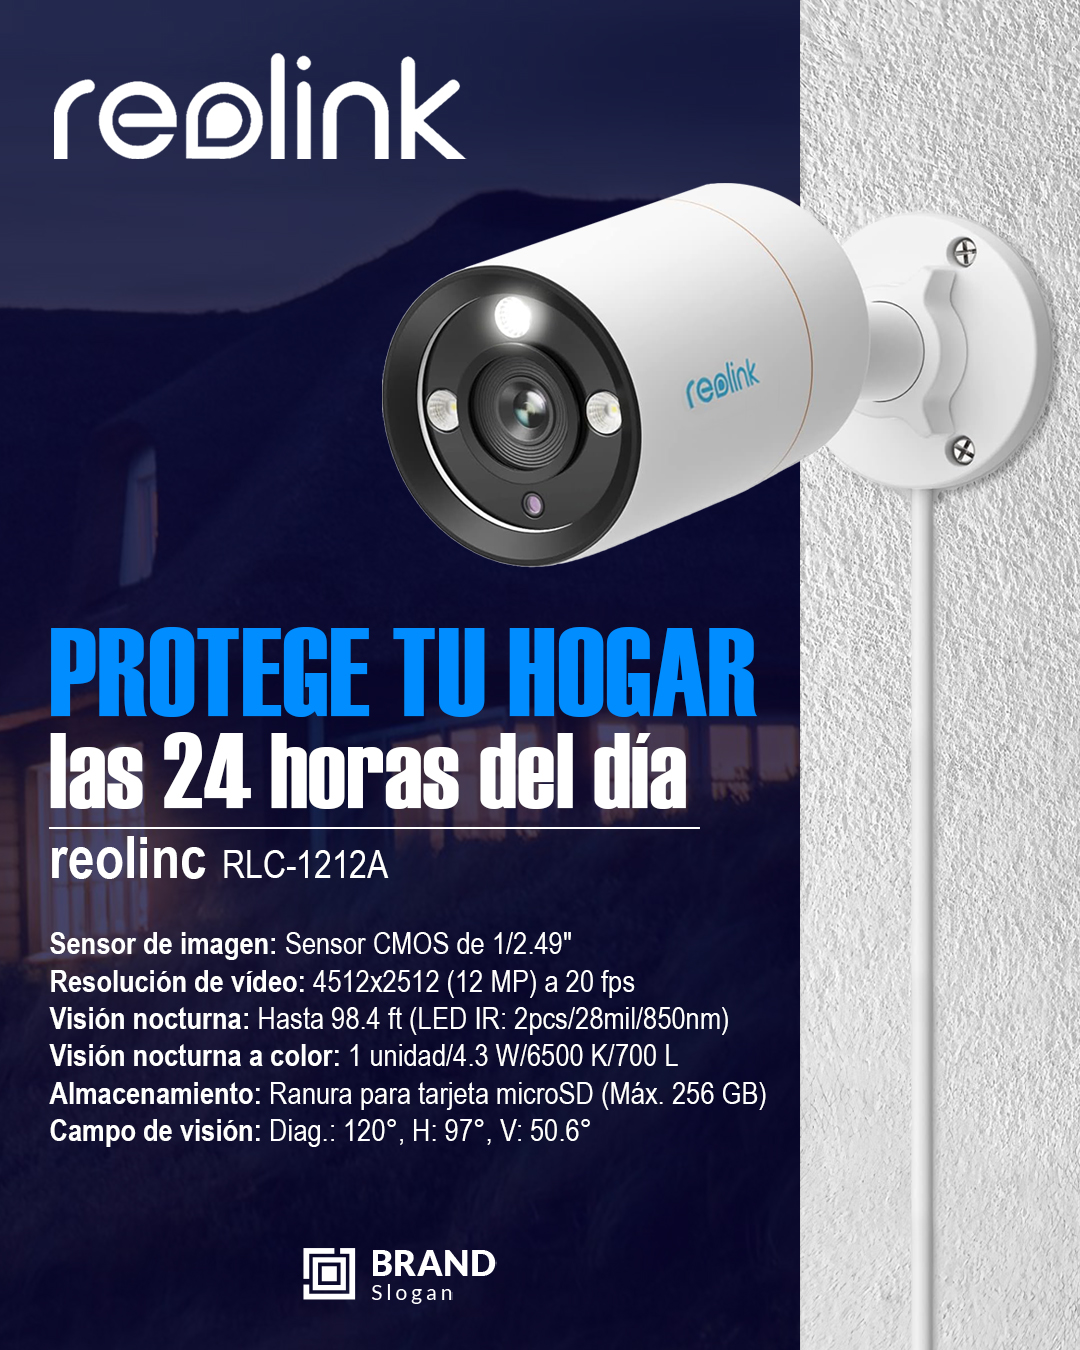 reolink
reolink
PROTEGE TU HOGAR
las 24 horas del día
reolinc RLC-1212A
Sensor de imagen: Sensor CMOS de 1/2.49"
Resolución de vídeo: 4512x2512 (12 MP) a 20 fps
Visión nocturna: Hasta 98.4 ft (LED IR: 2pcs/28mil/850nm)
Visión nocturna a color: 1 unidad/4.3 W/6500 K/700 L
Almacenamiento: Ranura para tarjeta microSD (Máx. 256 GB)
Campo de visión: Diag.: 120°, H: 97°, V: 50.6°
BRAND
Slogan